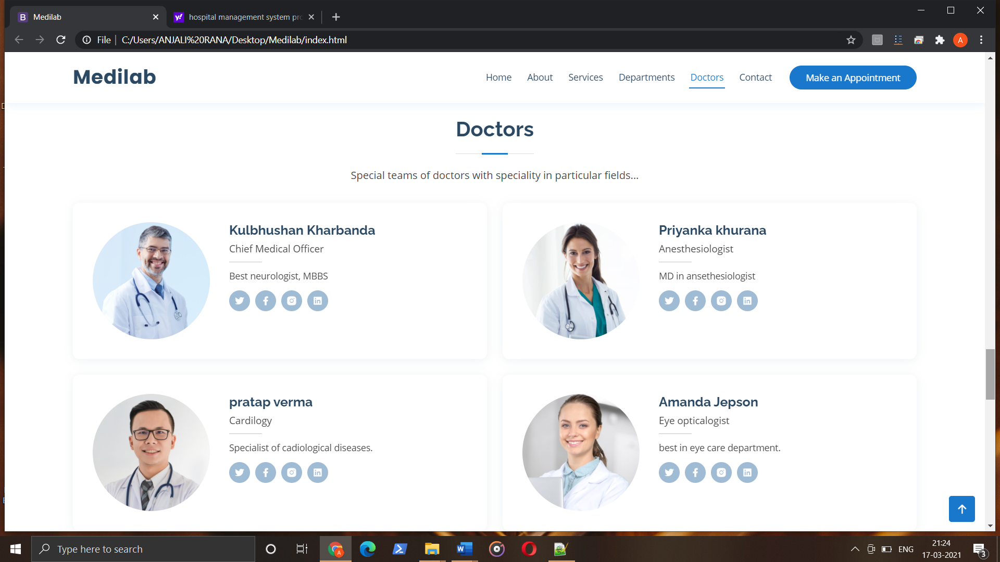 Medilab
hospital management system pro
File
C:/Users/ANJALI%20RANA/Desktop/Medilab/index.html
A
Medilab
Home
About
Services
Departments
Doctors
Contact
Make an Appointment
Doctors
Special teams of doctors with speciality in particular fields...
Kulbhushan Kharbanda
Chief Medical Officer
Best neurologist, MBBS
Priyanka khurana
Anesthesiologist
MD in ansethesiologist
pratap verma
Cardilogy
Specialist of cadiological diseases.
Amanda Jepson
Eye opticalogist
best in eye care department.
Type here to search
ENG
21:24
17-03-2021
3